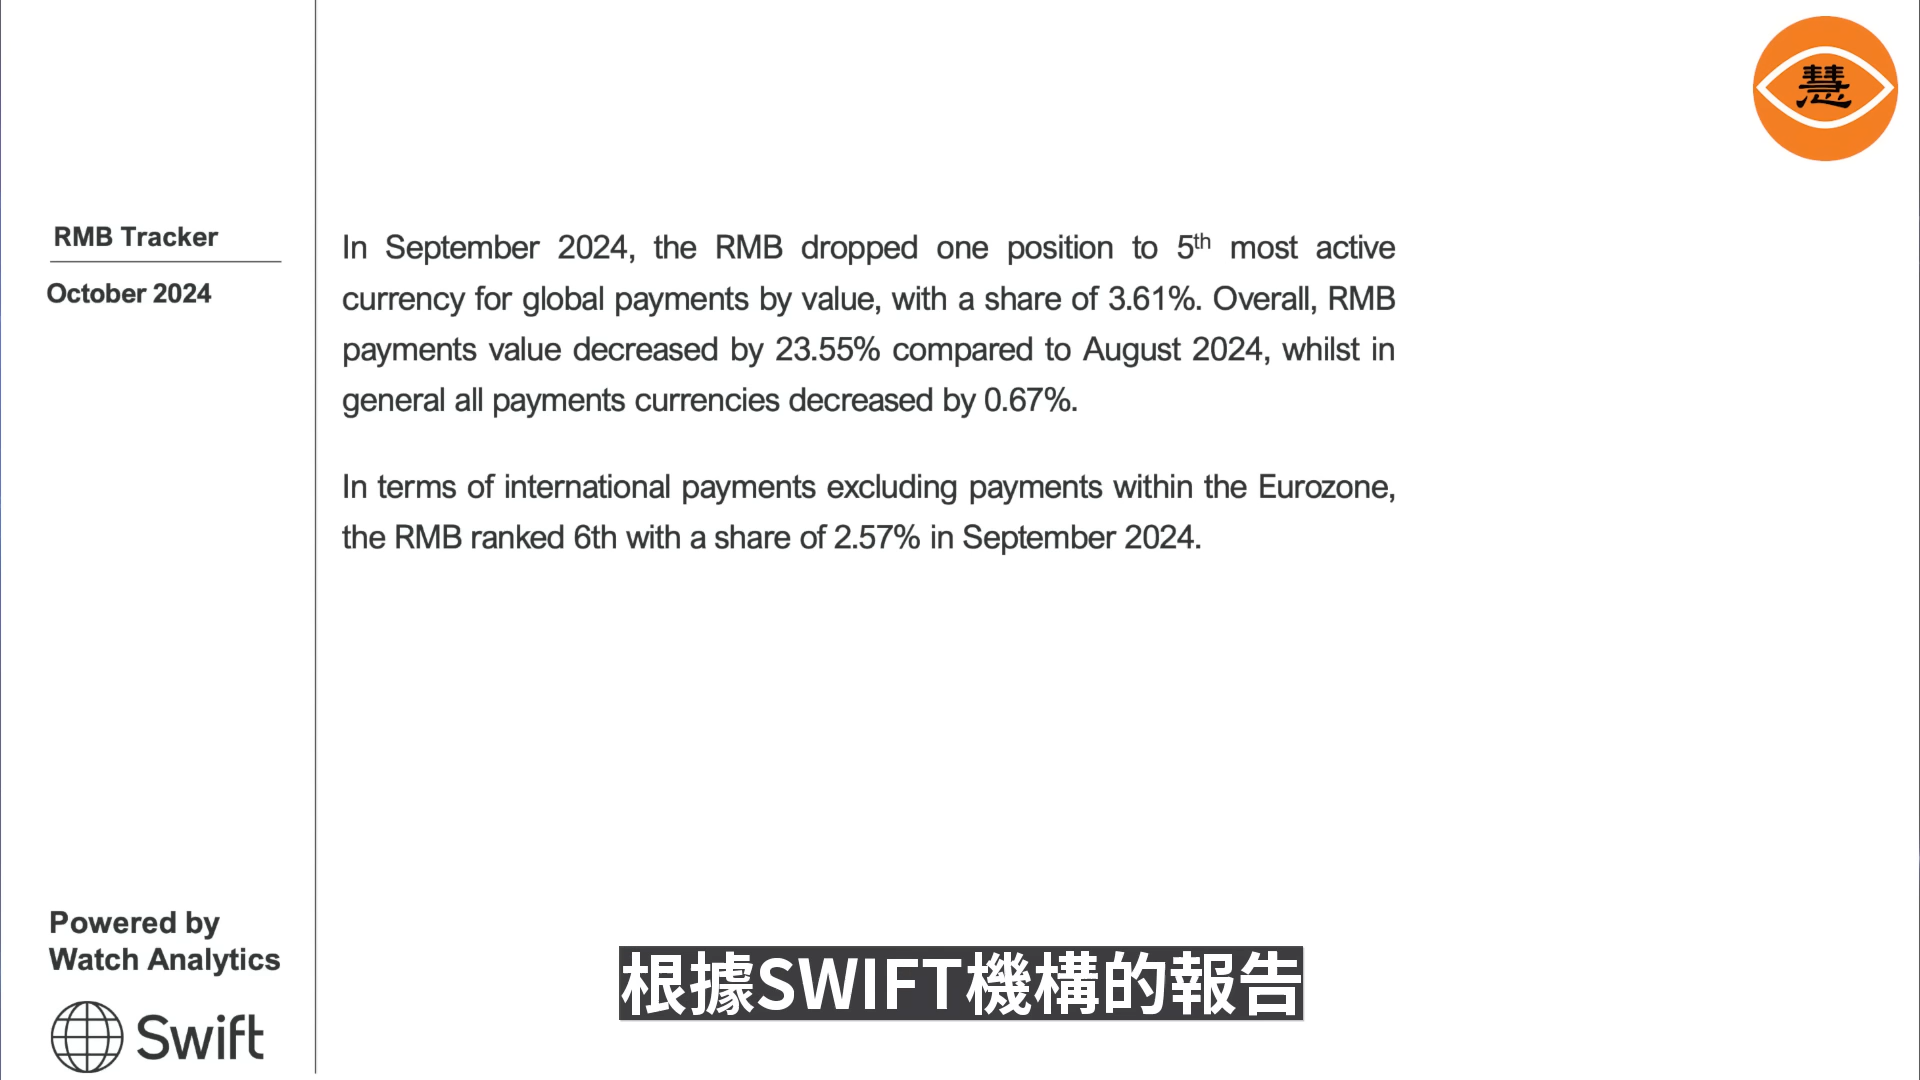 慧
RMB Tracker
October 2024
In September 2024, the RMB dropped one position to 5th most active
currency for global payments by value, with a share of 3.61%. Overall, RMB
payments value decreased by 23.55% compared to August 2024, whilst in
general all payments currencies decreased by 0.67%.
In terms of international payments excluding payments within the Eurozone,
the RMB ranked 6th with a share of 2.57% in September 2024.
Powered by
Watch Analytics
Swift
根據SWIFT機構的報告